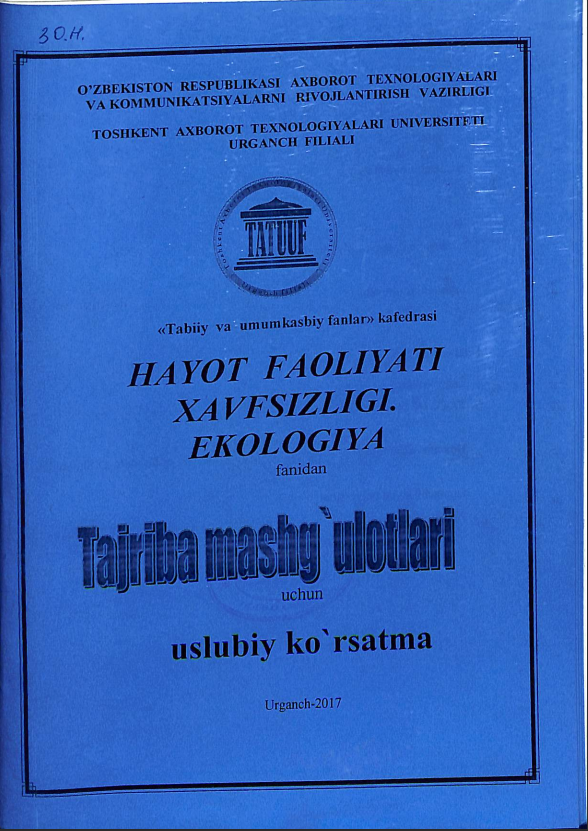 30.H.
O'ZBEKISTON RESPUBLIKASI AXBOROT TEXNOLOGIYALARI
VA KOMMUNIKATSIYALARNI RIVOJLANTIRISH VAZIRLIGI
TOSHKENT AXBOROT TEXNOLOGIYALARI UNIVERSITETI
URGANCH FILIALI
TATUUF
«Tabiiy va umumkasbiy fanlar» kafedrasi
HAYOT FAOLIYATI
XAVFSIZLIGI.
EKOLOGIYA
fanidan
Tajriba mashg`ulotlari
uchun
uslubiy ko`rsatma
Urganch-2017